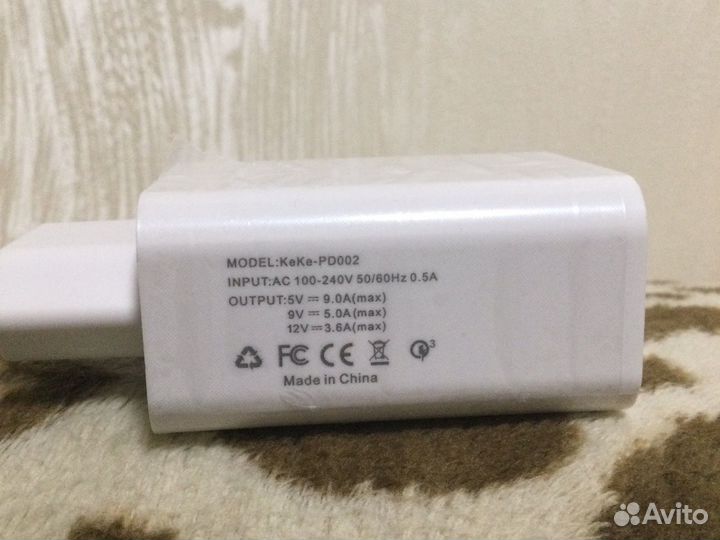 MODEL:KeKe-PD002
INPUT:AC 100-240V 50/60Hz 0.5A
OUTPUT:5V⎓9.0A(max)
9V⎓5.0A(max)
12V⎓3.6A(max)
FC CE 3
Made in China
Avito